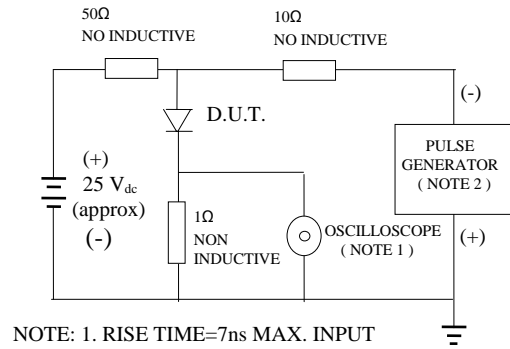 50Ω
NO INDUCTIVE
10Ω
NO INDUCTIVE
(-)
D.U.T.
PULSE
GENERATOR
( NOTE 2 )
(+)
25 Vdc
(approx)
(-)
1Ω
NON
INDUCTIVE
OSCILLOSCOPE
( NOTE 1 )
(+)
NOTE: 1. RISE TIME=7ns MAX. INPUT